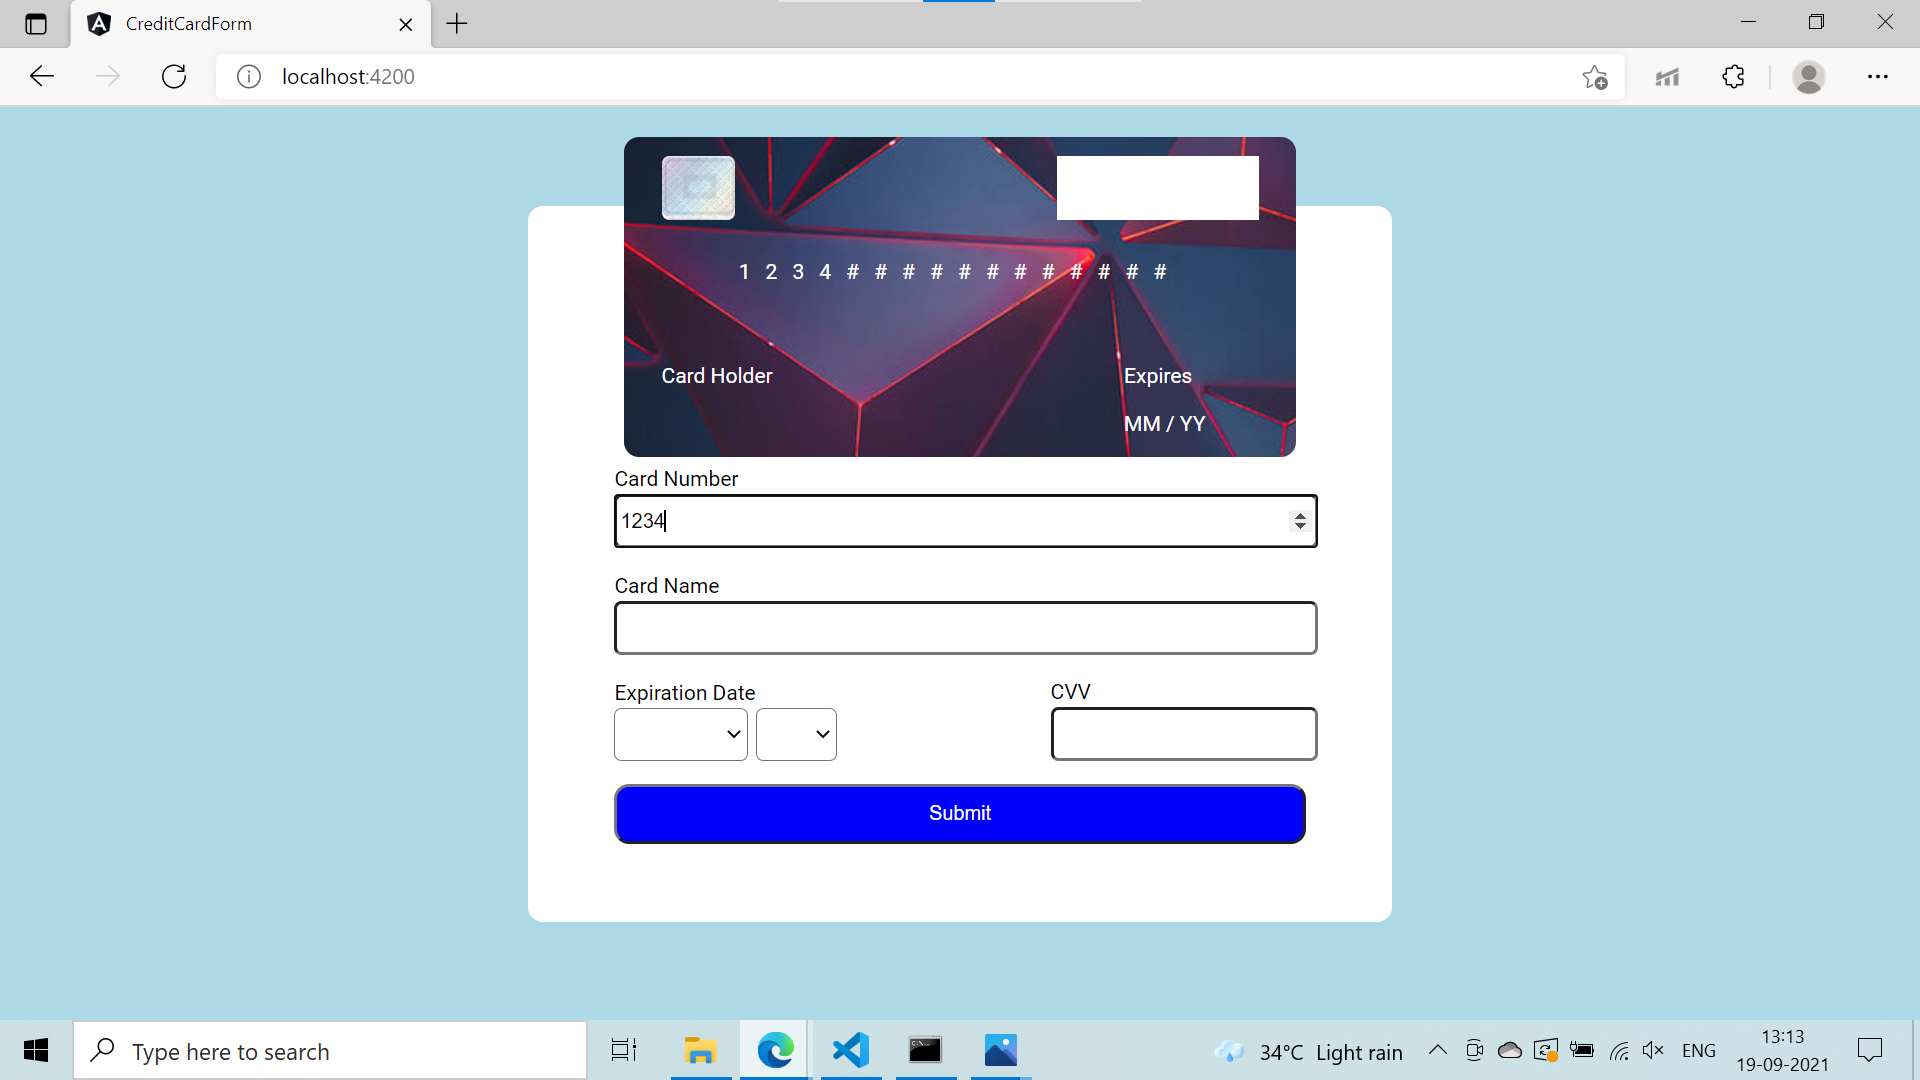 CreditCardForm
localhost:4200
1 2 3 4 # # # # # # # # # # # #
Card Holder
Expires
MM / YY
Card Number
1234
Card Name
Expiration Date
CVV
Submit
Type here to search
34°C Light rain
ENG
13:13
19-09-2021